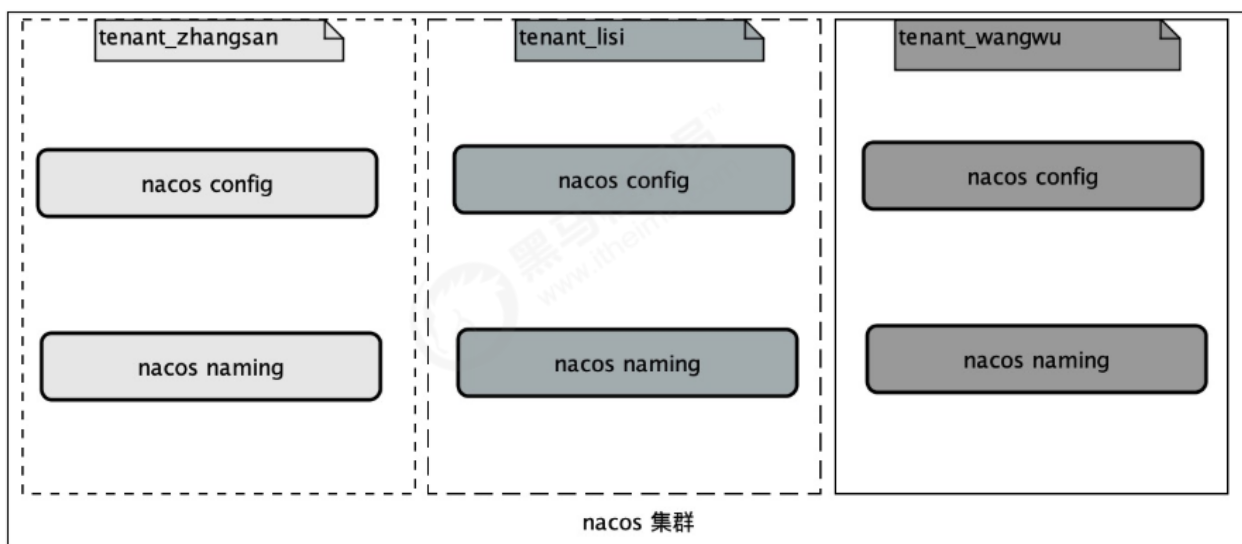 tenant_zhangsan
tenant_lisi
tenant_wangwu
nacos config
nacos config
nacos config
nacos naming
nacos naming
nacos naming
nacos 集群